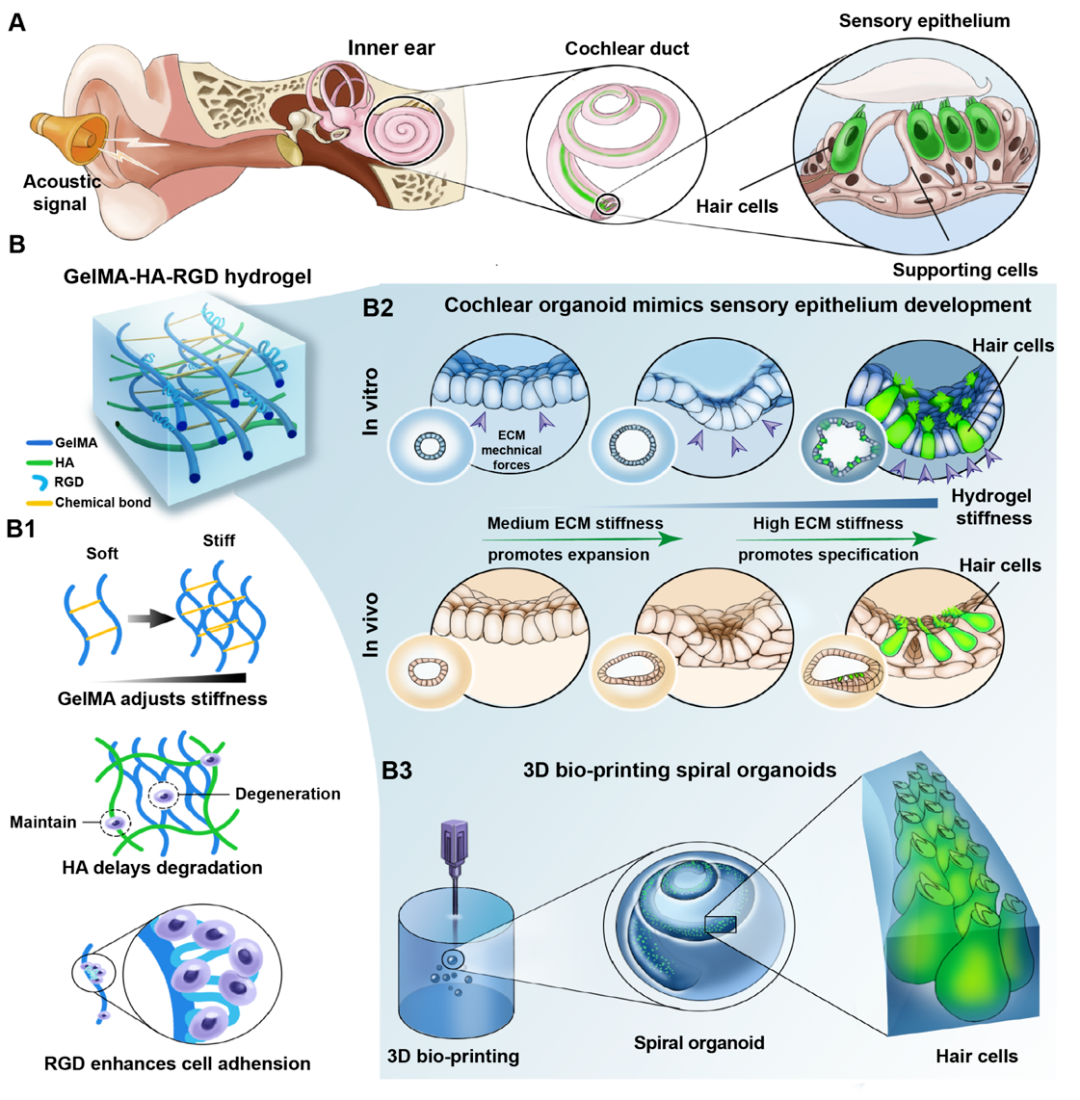 A
Inner ear
Acoustic
signal
Cochlear duct
Sensory epithelium
Hair cells
Supporting cells
B
GelMA-HA-RGD hydrogel
GelMA
HA
RGD
Chemical bond
B1
Soft
Stiff
GelMA adjusts stiffness
Degeneration
Maintain
HA delays degradation
RGD enhances cell adhension
B2
Cochlear organoid mimics sensory epithelium development
In vitro
ECM
mechnical
forces
Hair cells
Hydrogel
stiffness
Medium ECM stiffness
promotes expansion
High ECM stiffness
promotes specification
In vivo
Hair cells
B3
3D bio-printing spiral organoids
3D bio-printing
Spiral organoid
Hair cells